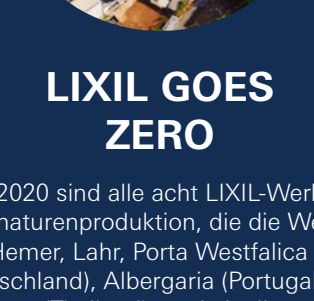 LIXIL GOES
ZERO
2020 sind alle acht LIXIL-Werk
naturenproduktion, die die We
Hemer, Lahr, Porta Westfalica
schland), Albergaria (Portuga